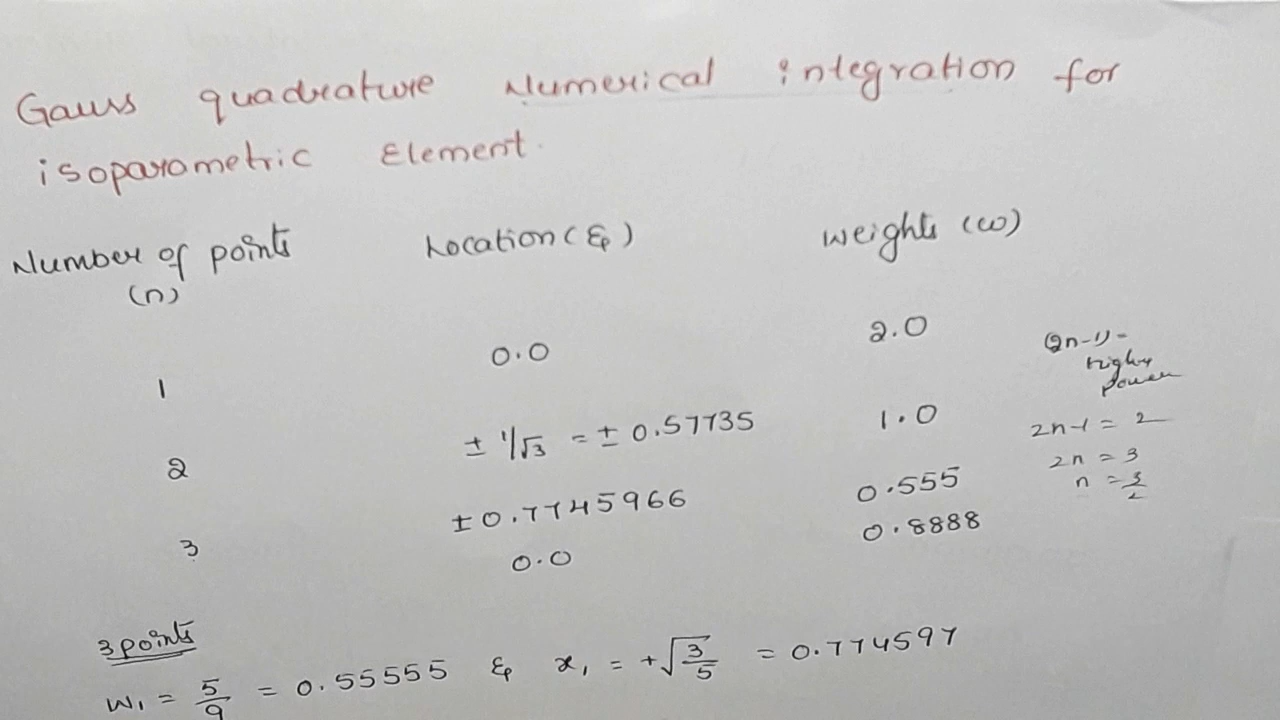 Gauss quadrature Numerical integration for
isoparametric Element.
Number of points Location (ξ) weights (w)
(n)
1 0.0 2.0
(2n-1) -
power
2 ± 1/√3 = ± 0.57735 1.0
2n-1 = 2
2n = 3
n = 3/2
3 ± 0.7745966 0.555
0.0 0.8888
3 points
W₁ = 5/9 = 0.55555 & x₁ = +√3/5 = 0.774597